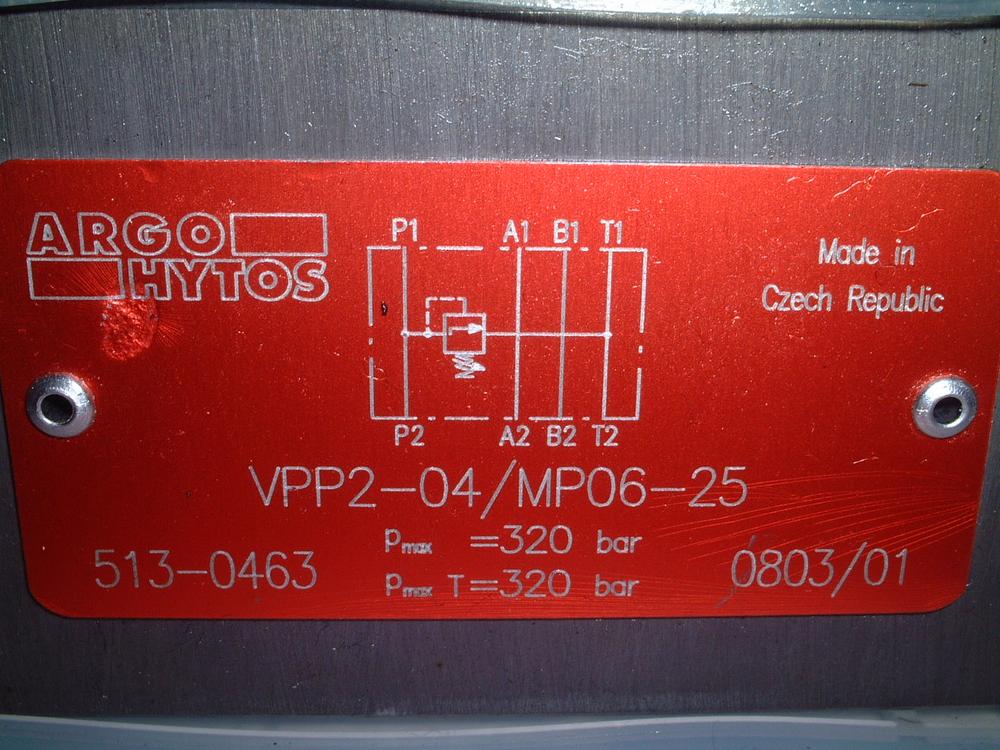 ARGO
HYTOS
P1 A1 B1 T1
P2 A2 B2 T2
Made in
Czech Republic
VPP2-04/MP06-25
pmax =320 bar
pmax T=320 bar
513-0463
0803/01